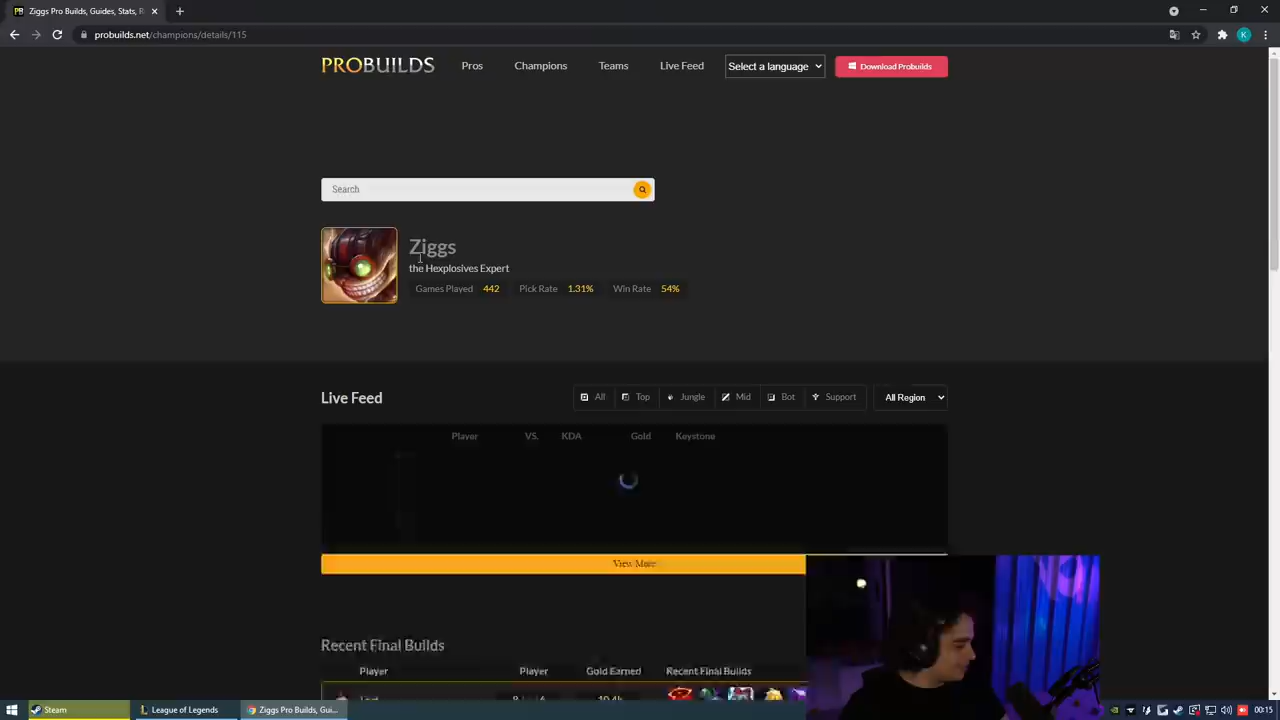 Ziggs Pro Builds, Guides, Stats, R
probuilds.net/champions/details/115
K
PROBUILDS Pros Champions Teams Live Feed Select a language Download Probuilds
Search
Ziggs
the Hexplosives Expert
Games Played 442 Pick Rate 1.31% Win Rate 54%
Live Feed All Top Jungle Mid Bot Support All Region
Player VS. KDA Gold Keystone
View More
Recent Final Builds
Player Player Gold Earned Recent Final Builds
Steam League of Legends Ziggs Pro Builds, Gui... 00:15